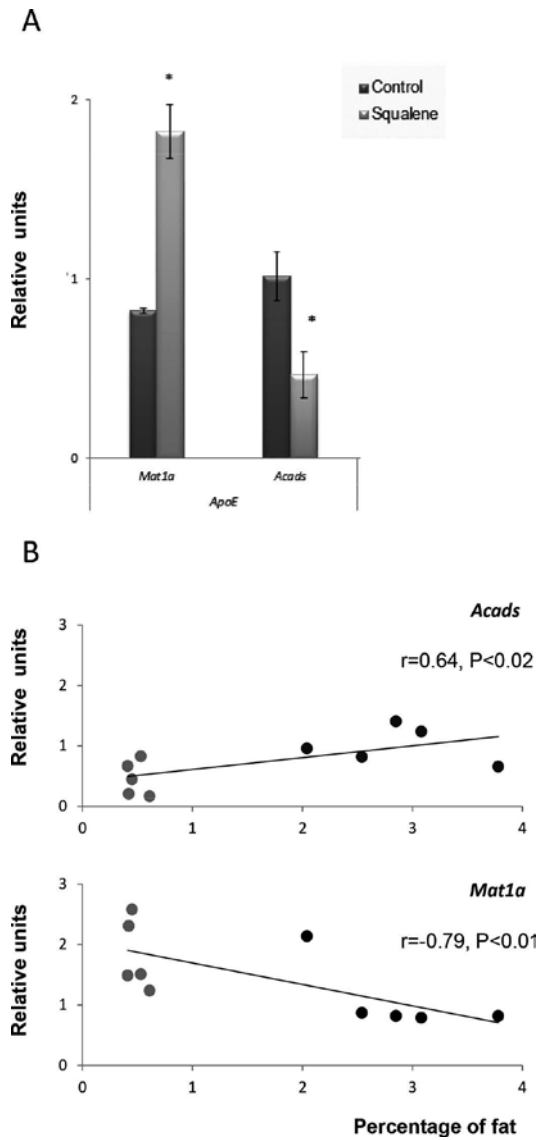 A
Control
Squalene
*
*
Relative units
2
1
0
Mat1a Acads
ApoE
B
Acads
r=0.64, P<0.02
Relative units
3
2
1
0
0 1 2 3 4
Mat1a
r=-0.79, P<0.01
Relative units
3
2
1
0
0 1 2 3 4
Percentage of fat